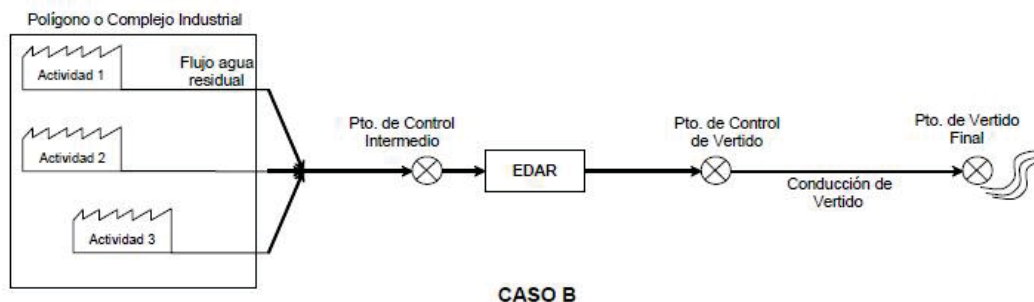 Polígono o Complejo Industrial
Actividad 1
Flujo agua
residual
Actividad 2
Actividad 3
Pto. de Control
Intermedio
EDAR
Pto. de Control
de Vertido
Conducción de
Vertido
Pto. de Vertido
Final
CASO B